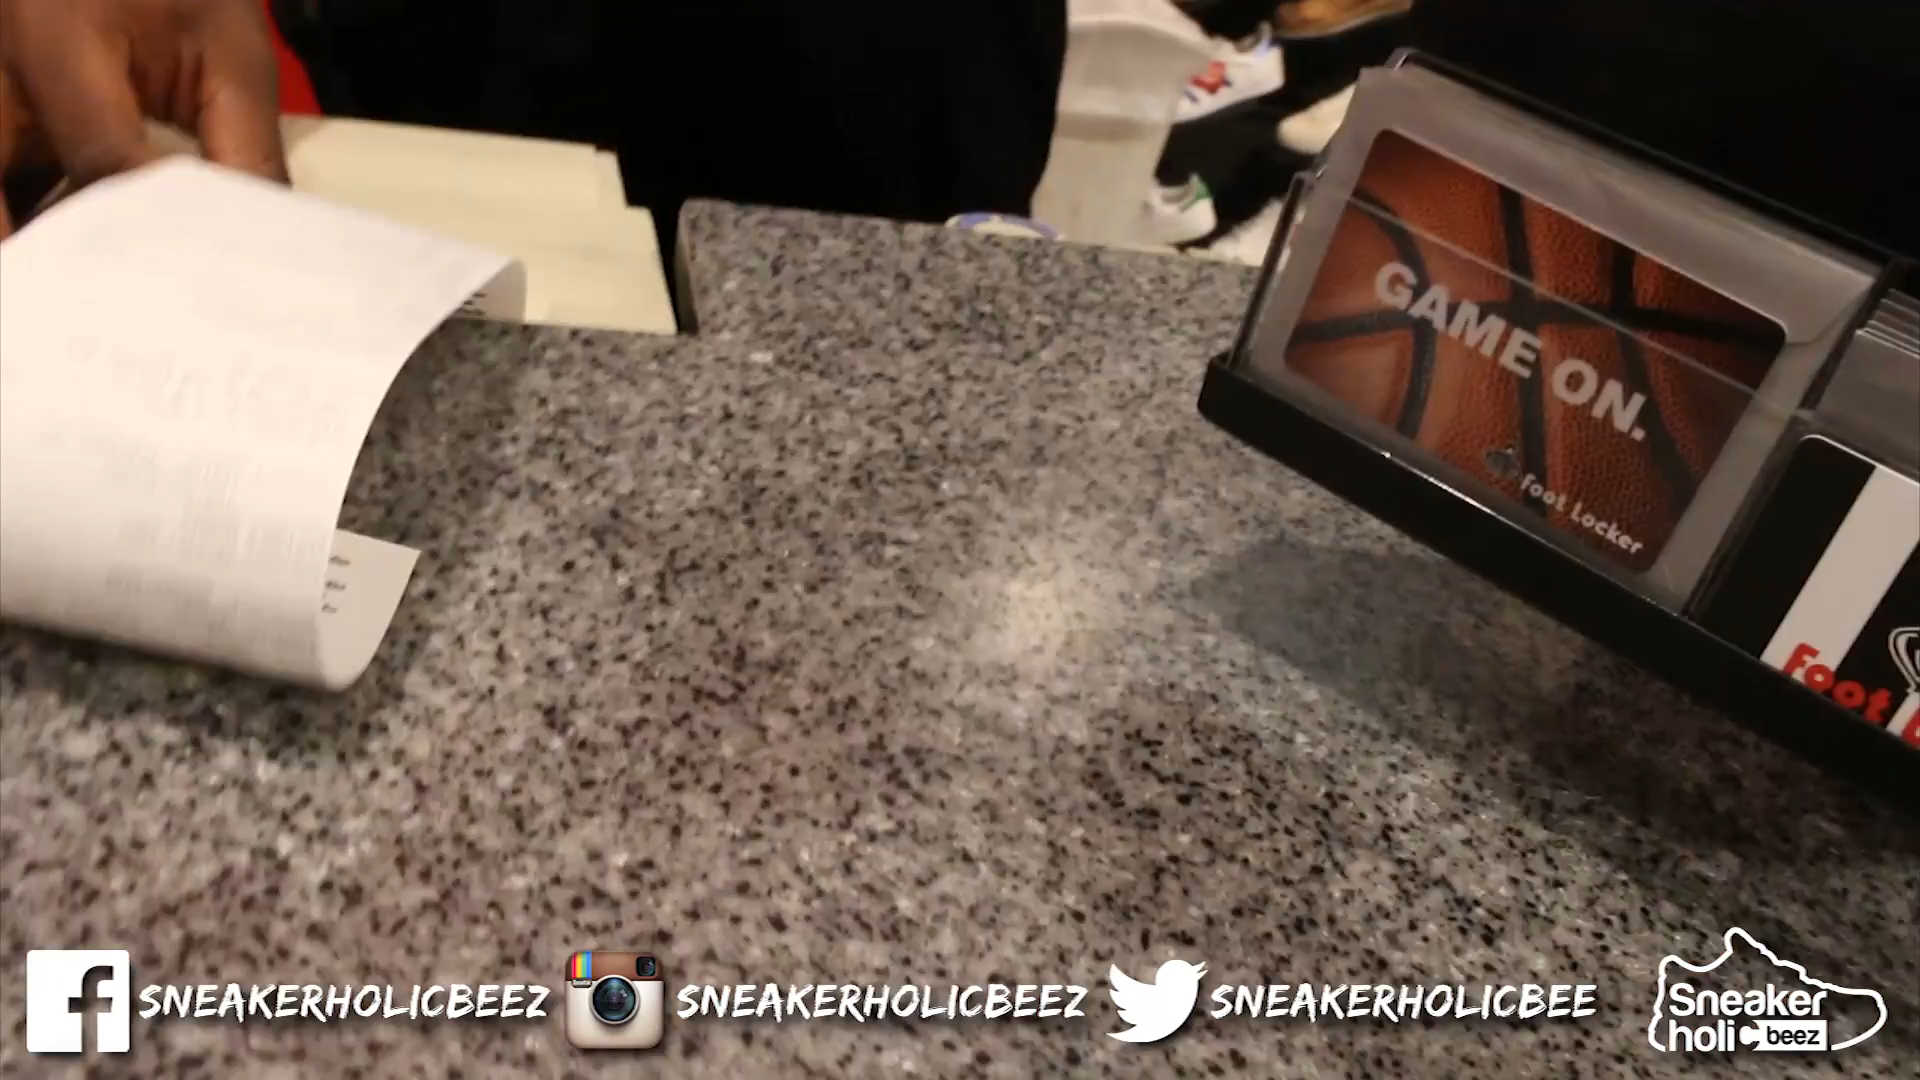 GAME ON.
Foot Locker
Foot
SNEAKERHOLICBEEZ
SNEAKERHOLICBEEZ
SNEAKERHOLICBEE
Sneaker
holiC beez